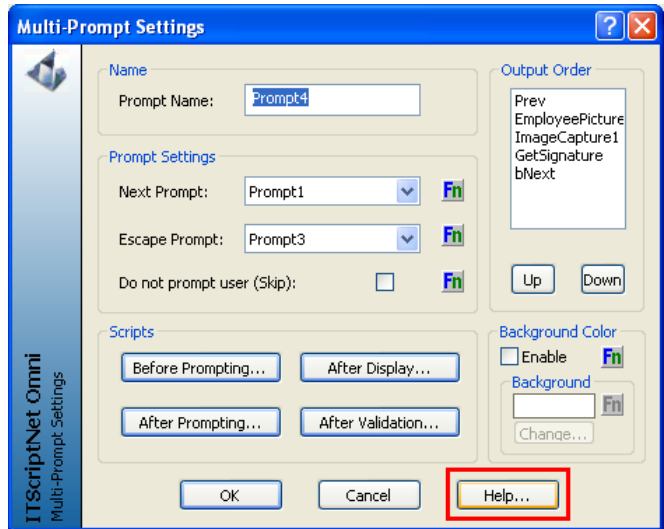 Multi-Prompt Settings
Name
Prompt Name: Prompt4
Prompt Settings
Next Prompt: Prompt1 Fn
Escape Prompt: Prompt3 Fn
Do not prompt user (Skip): Fn
Scripts
Before Prompting... After Display...
After Prompting... After Validation...
Output Order
Prev
EmployeePicture
ImageCapture1
GetSignature
bNext
Up Down
Background Color
Enable Fn
Background
Fn
Change...
OK Cancel Help...
ITScriptNet Omni
Multi-Prompt Settings